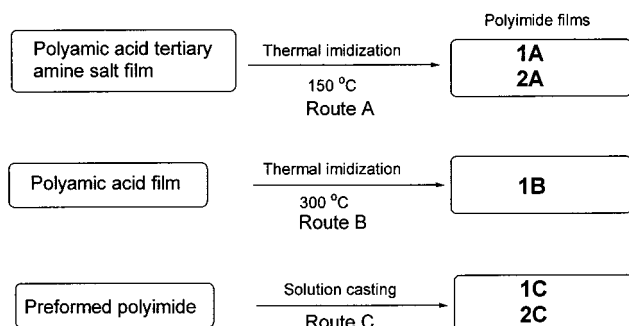 Polyimide films
Polyamic acid tertiary
amine salt film
Thermal imidization
150 °C
Route A
1A
2A
Polyamic acid film
Thermal imidization
300 °C
Route B
1B
Preformed polyimide
Solution casting
Route C
1C
2C